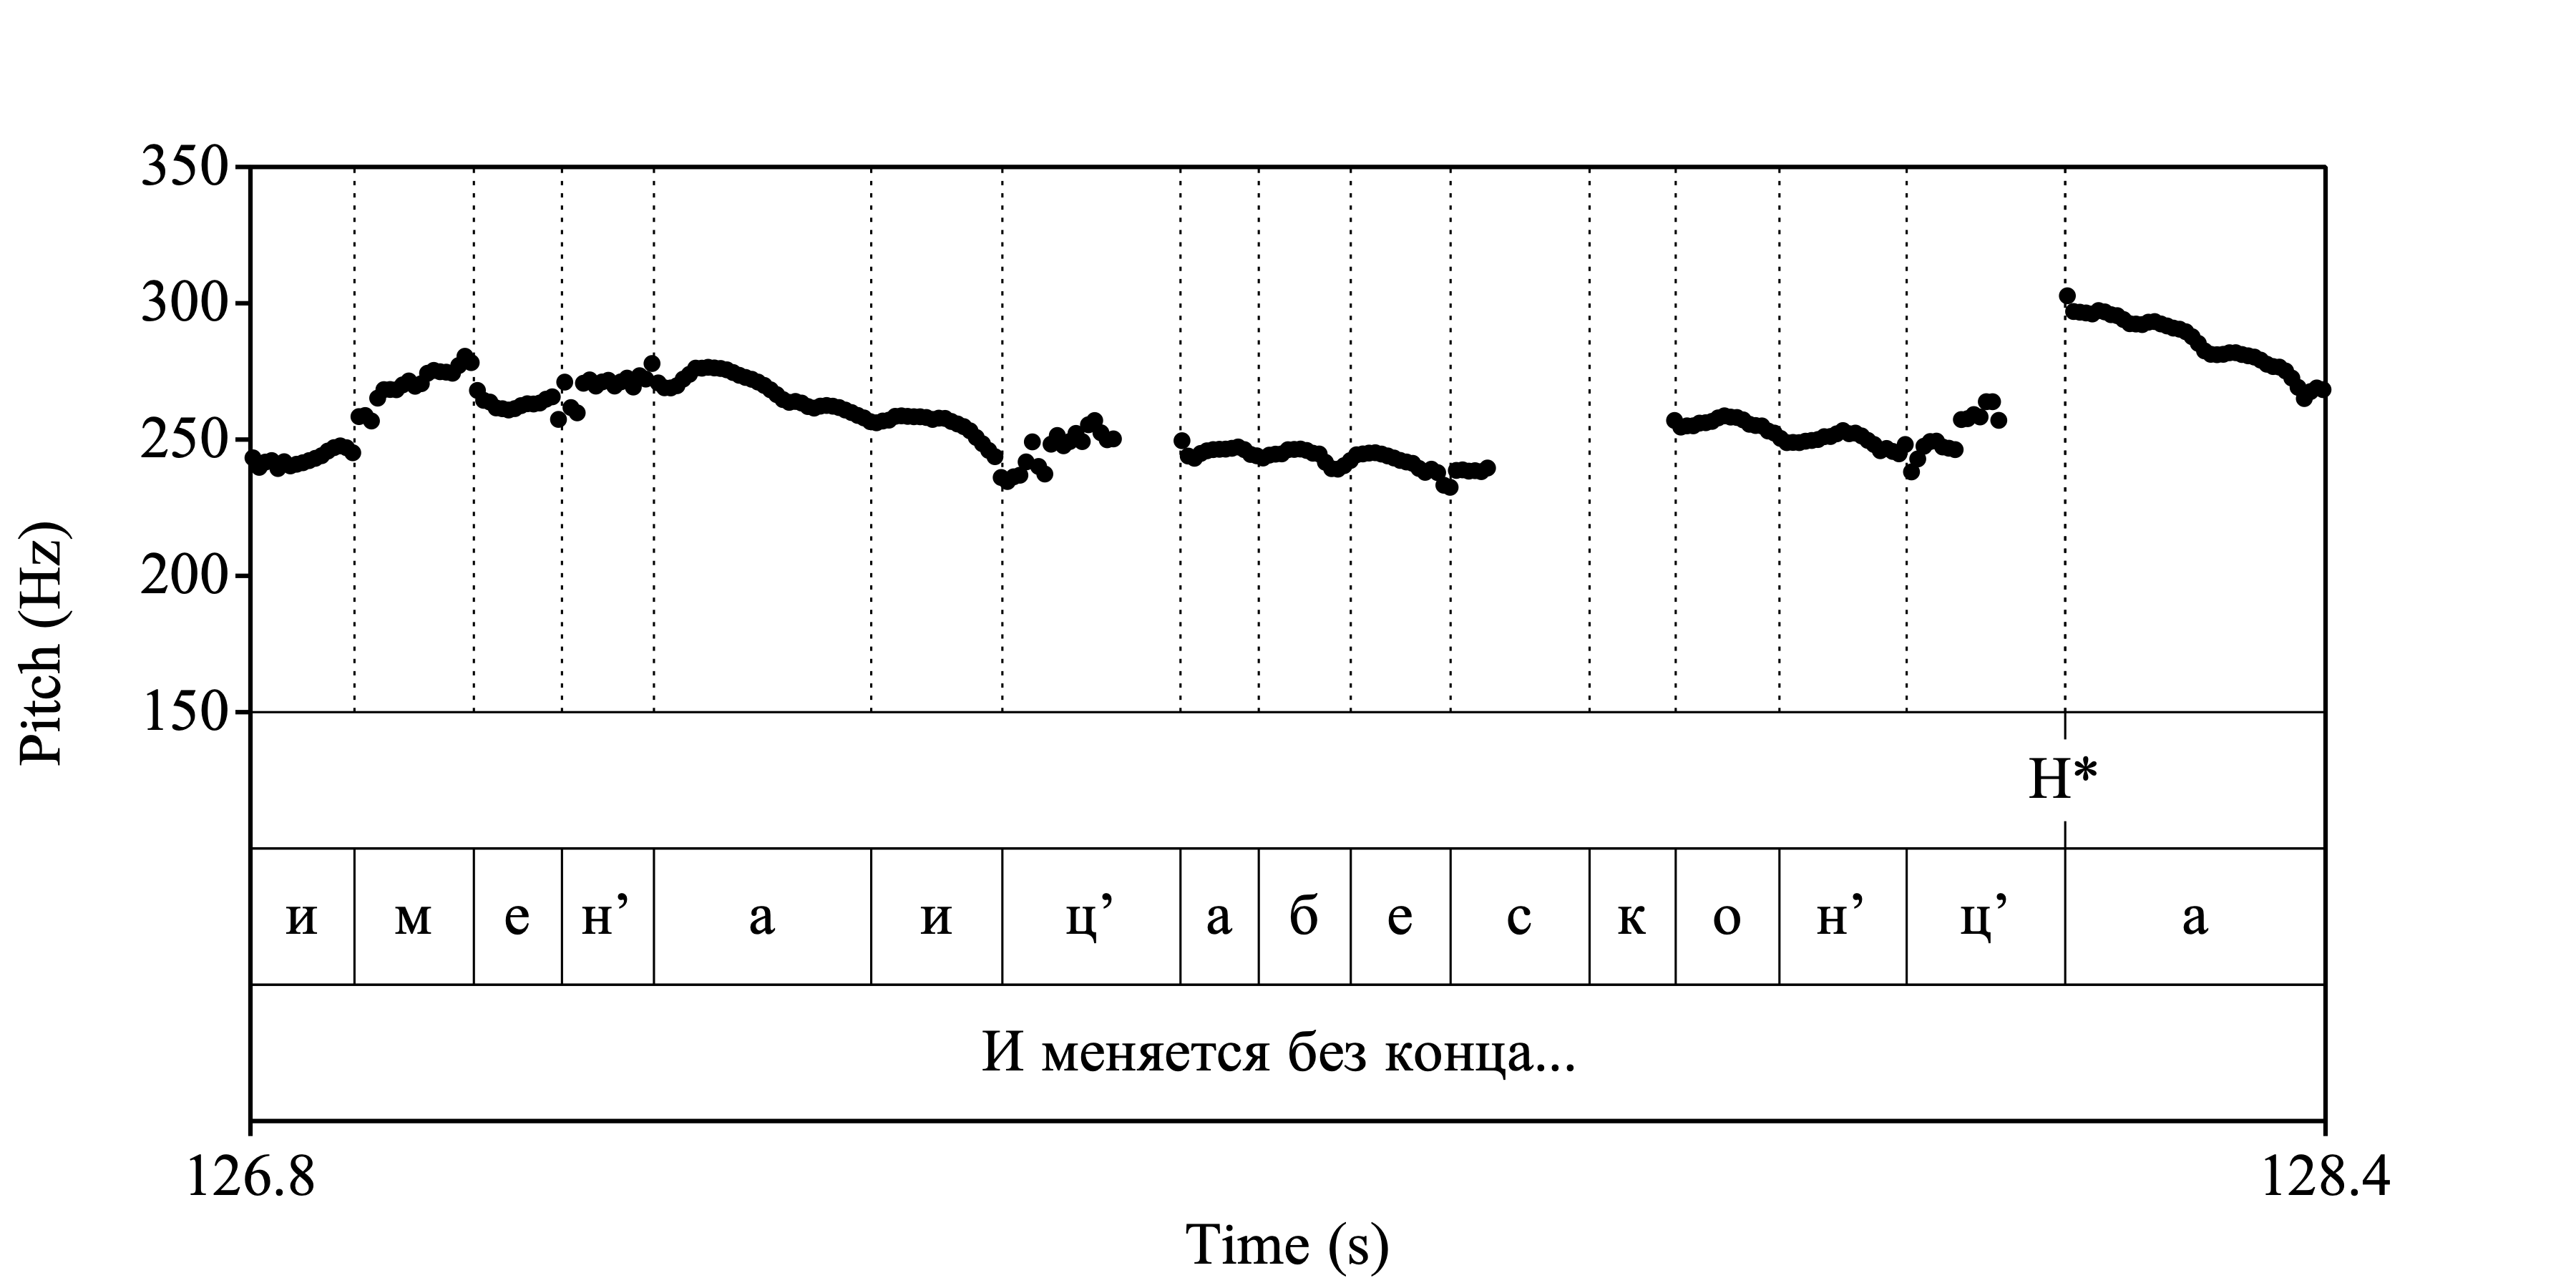 350
300
250
200
150
Pitch (Hz)
H*
и м е н’ а и ц’ а б е с к о н’ ц’ а
И меняется без конца...
126.8 128.4
Time (s)